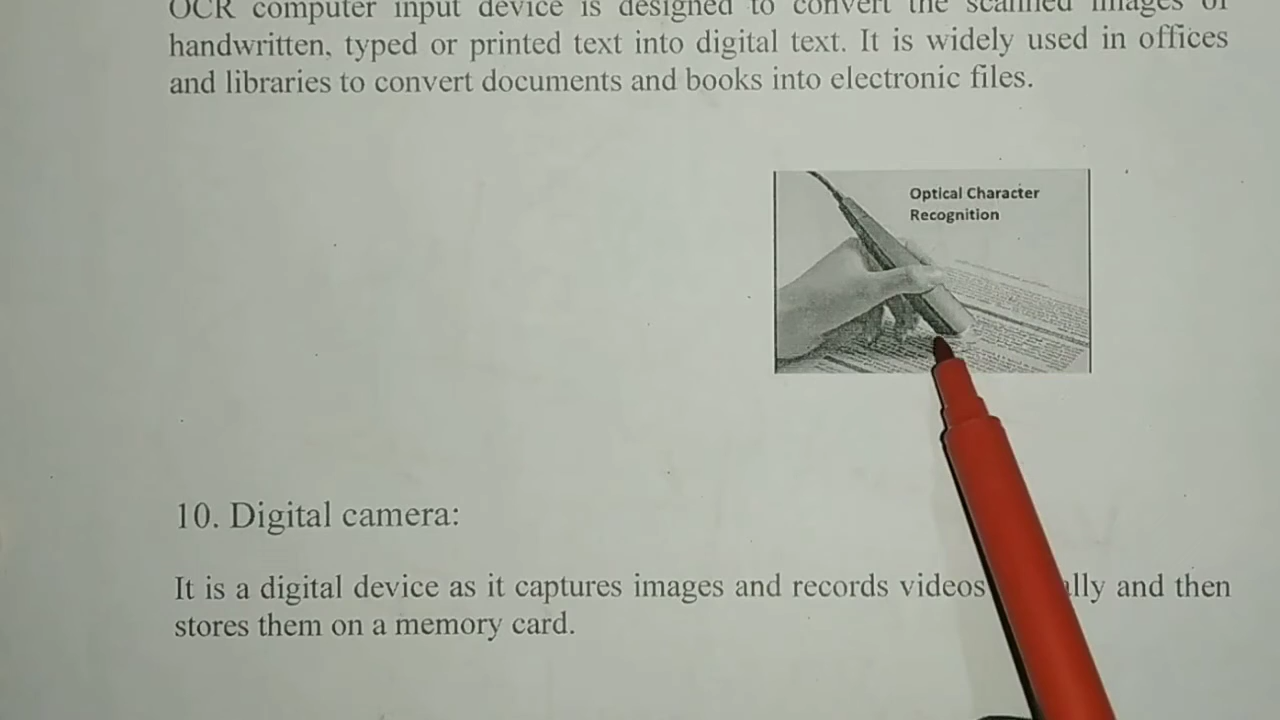 OCR computer input device is designed to convert the scanned images of
handwritten, typed or printed text into digital text. It is widely used in offices
and libraries to convert documents and books into electronic files.
Optical Character
Recognition
10. Digital camera:
It is a digital device as it captures images and records videos and then
stores them on a memory card.